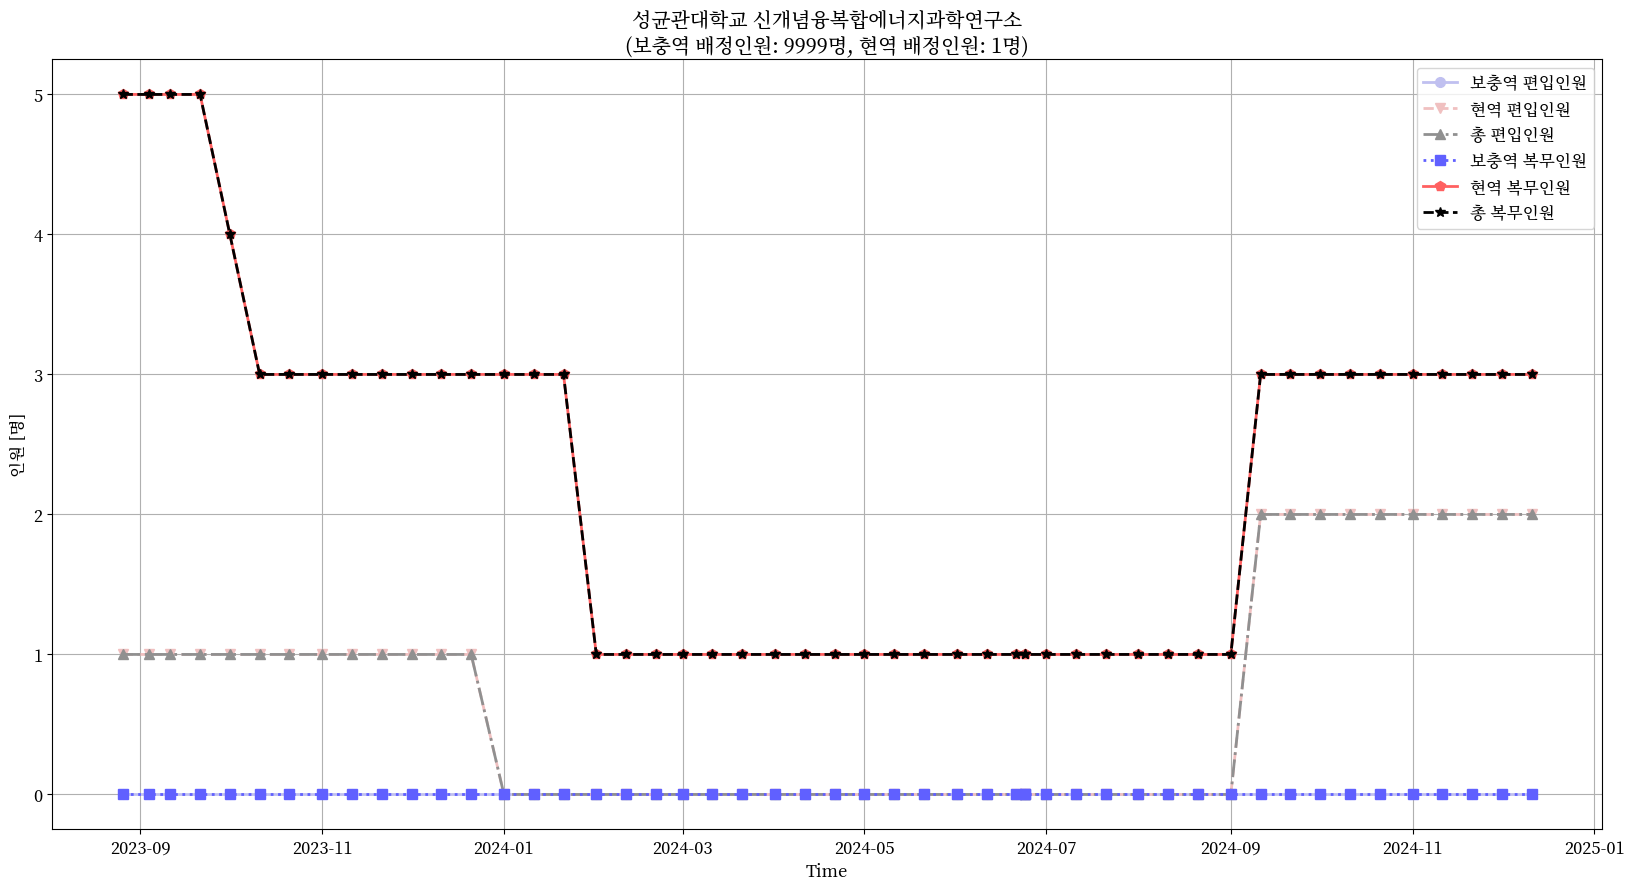 성균관대학교 신개념융복합에너지과학연구소
(보충역 배정인원: 9999명, 현역 배정인원: 1명)
보충역 편입인원
현역 편입인원
총 편입인원
보충역 복무인원
현역 복무인원
총 복무인원
5
4
3
2
1
0
인원 [명]
2023-09
2023-11
2024-01
2024-03
2024-05
2024-07
2024-09
2024-11
2025-01
Time